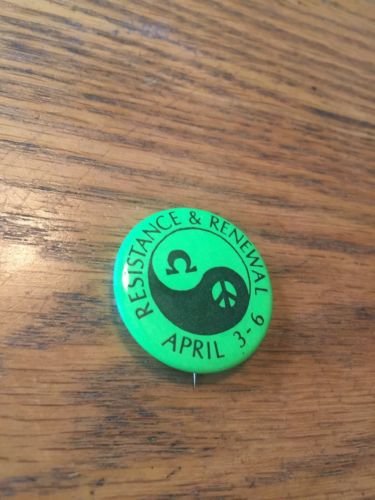 RESISTANCE & RENEWAL
Ω
APRIL 3-6